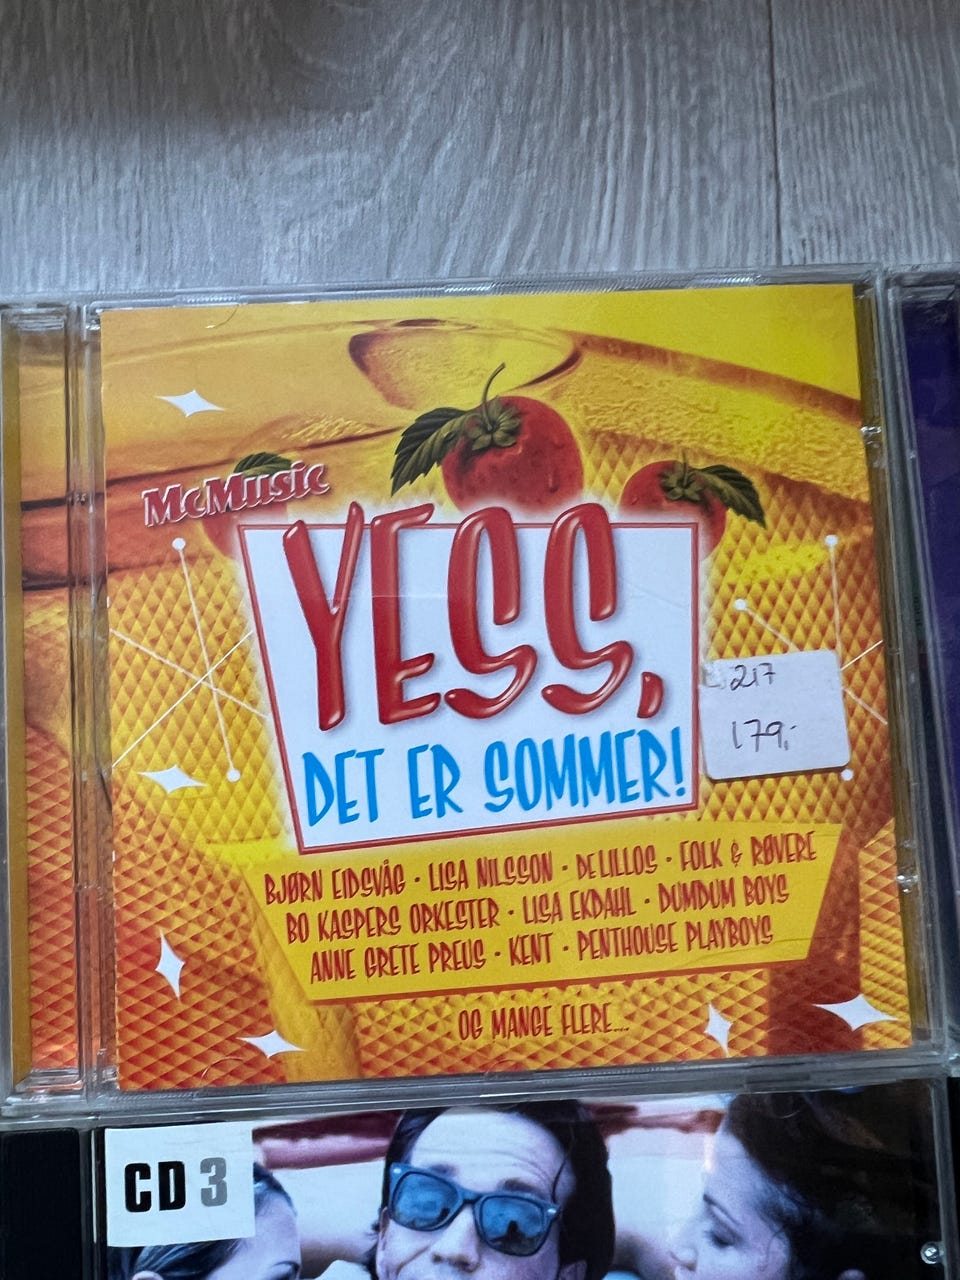 McMusic
YESS,
DET ER SOMMER!
217
179,-
BJØRN EIDSVÅG · LISA NILSSON · DELILLOS · FOLK & RØVERE
BO KASPERS ORKESTER · LISA EKDAHL · DUMDUM BOYS
ANNE GRETE PREUS · KENT · PENTHOUSE PLAYBOYS
OG MANGE FLERE....
CD 3